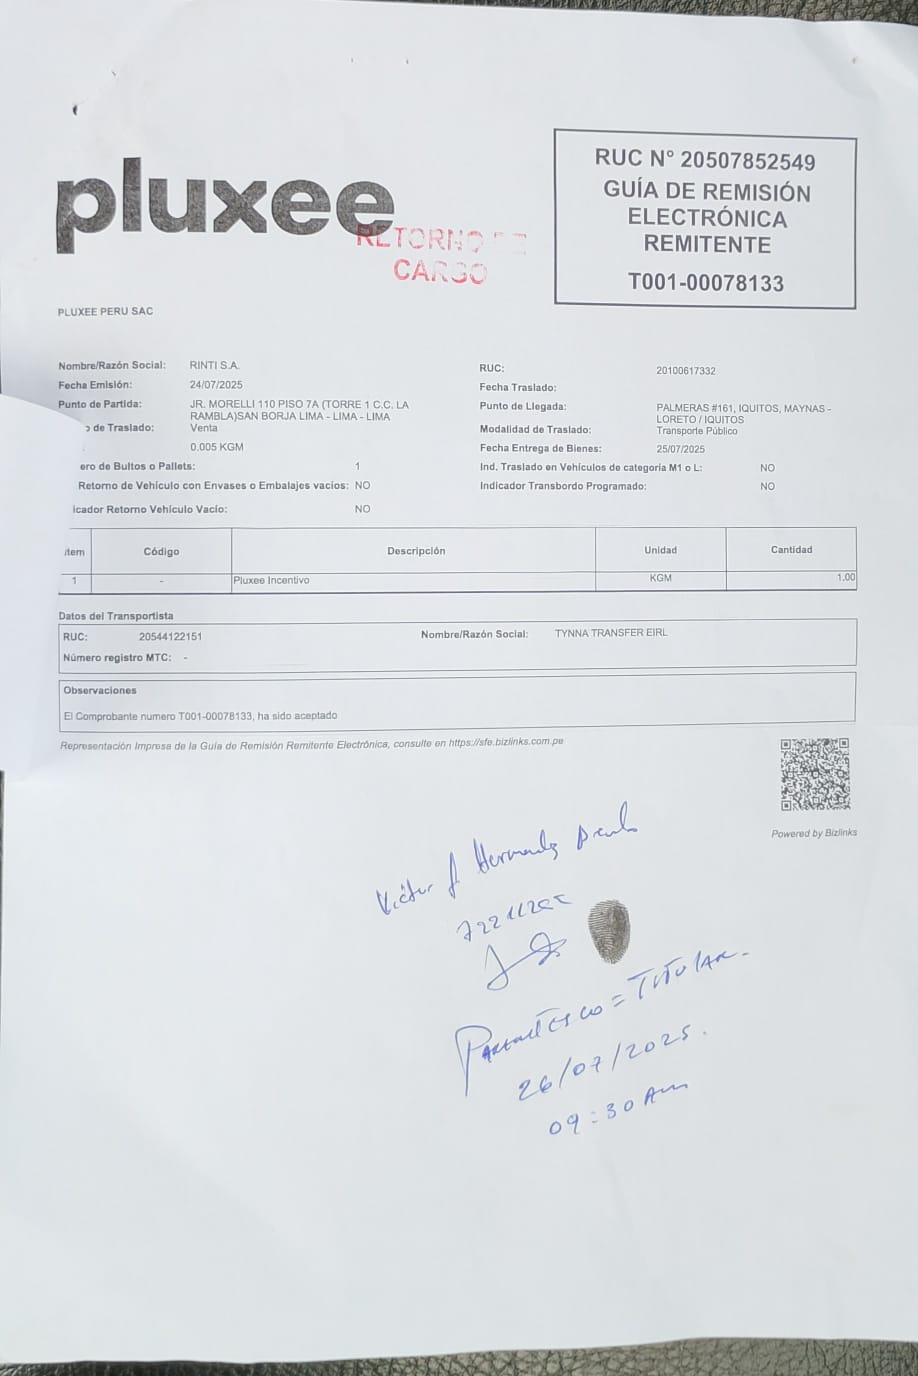 pluxee
RETORNO DE
CARGO
RUC N° 20507852549
GUÍA DE REMISIÓN
ELECTRÓNICA
REMITENTE
T001-00078133
PLUXEE PERU SAC
Nombre/Razón Social: RINTI S.A.
Fecha Emisión: 24/07/2025
Punto de Partida: JR. MORELLI 110 PISO 7A (TORRE 1 C.C. LA
RAMBLA)SAN BORJA LIMA - LIMA - LIMA
de Traslado: Venta
0.005 KGM
ero de Bultos o Pallets: 1
Retorno de Vehículo con Envases o Embalajes vacíos: NO
icador Retorno Vehículo Vacío: NO
RUC: 20100617332
Fecha Traslado:
Punto de Llegada: PALMERAS #161, IQUITOS, MAYNAS -
LORETO / IQUITOS
Modalidad de Traslado: Transporte Público
Fecha Entrega de Bienes: 25/07/2025
Ind. Traslado en Vehículos de categoría M1 o L: NO
Indicador Transbordo Programado: NO
Item Código Descripción Unidad Cantidad
1 - Pluxee Incentivo KGM 1.00
Datos del Transportista
RUC: 20544122151 Nombre/Razón Social: TYNNA TRANSFER EIRL
Número registro MTC: -
Observaciones
El Comprobante numero T001-00078133, ha sido aceptado
Representación Impresa de la Guía de Remisión Remitente Electrónica, consulte en https://sfe.bizlinks.com.pe
Powered by Bizlinks
Victor J Hernandez
Parentesco = TITULAR.
26/07/2025.
09:30 Am